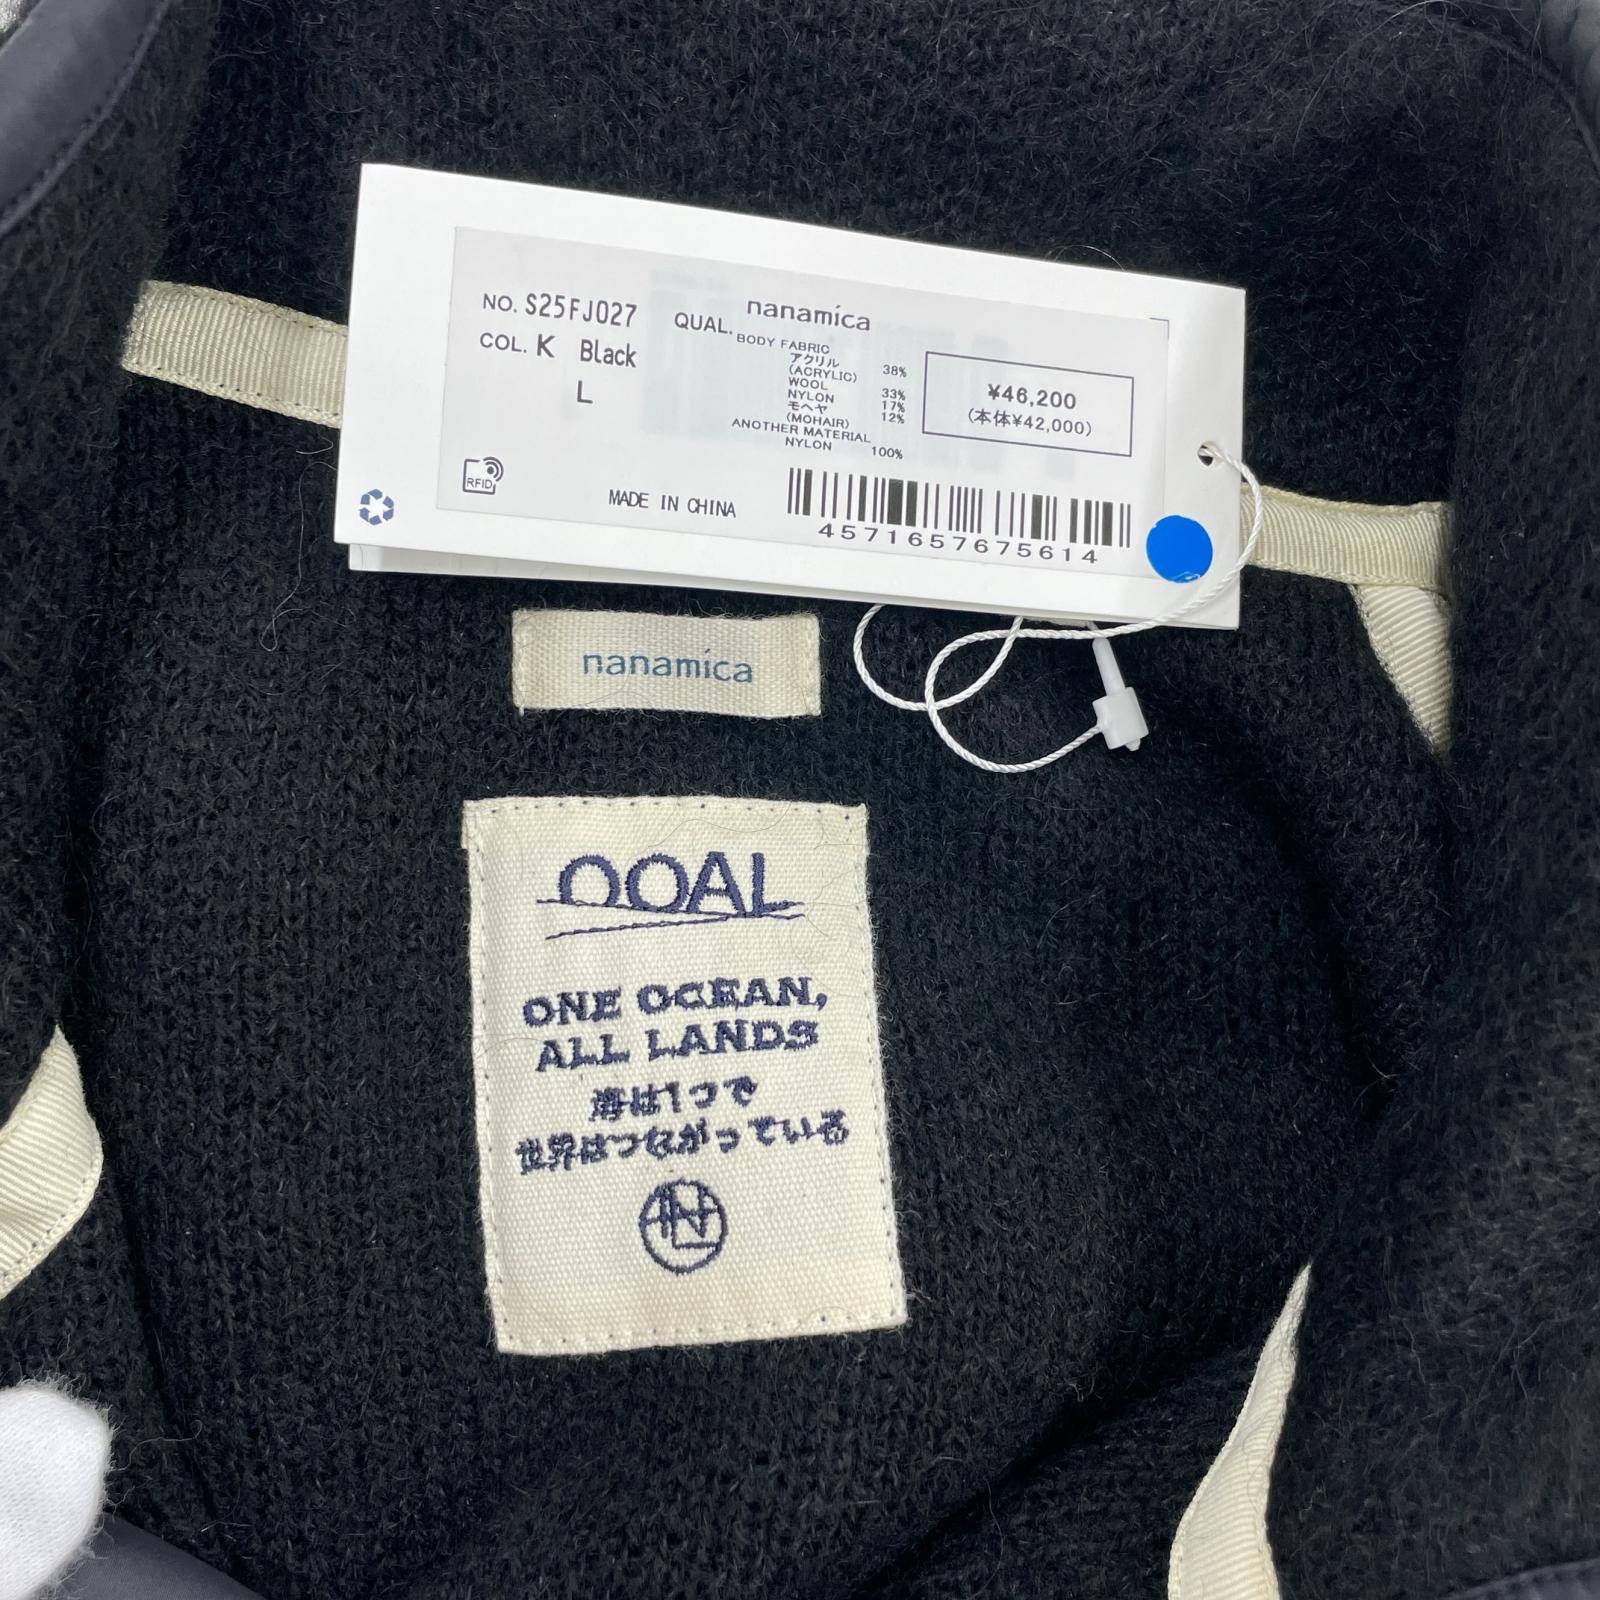 nanamica
NO. S25FJ027
COL. K Black
L
QUAL. BODY FABRIC
アクリル 38%
(ACRYLIC)
WOOL 33%
NYLON 17%
モヘヤ 12%
(MOHAIR)
ANOTHER MATERIAL
NYLON 100%
¥46,200
(本体¥42,000)
RFID
MADE IN CHINA
4571657675614
nanamica
OOAL
ONE OCEAN,
ALL LANDS
海は1つで
世界はつながっている